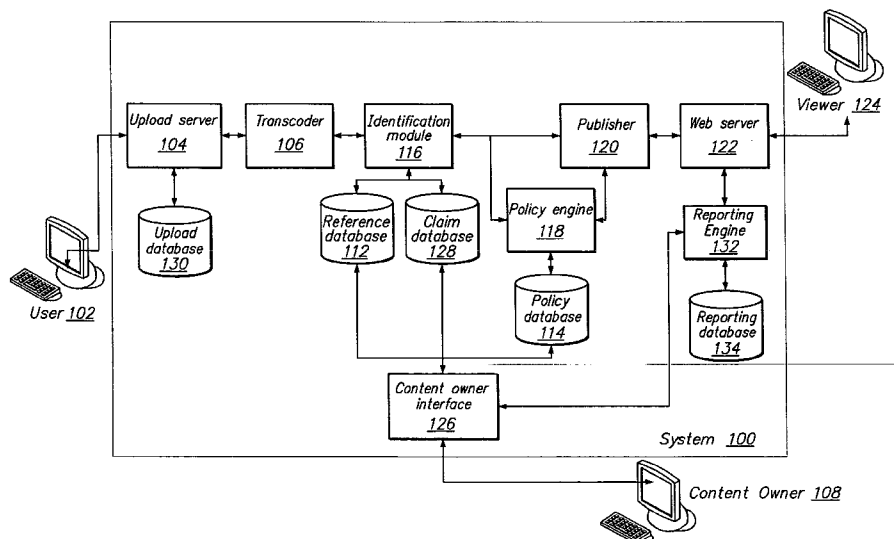 Viewer 124
Upload server
104
Transcoder
106
Identification
module
116
Publisher
120
Web server
122
Upload
database
130
Reference
database
112
Claim
database
128
Policy engine
118
Reporting
Engine
132
User 102
Policy
database
114
Reporting
database
134
Content owner
interface
126
System 100
Content Owner 108